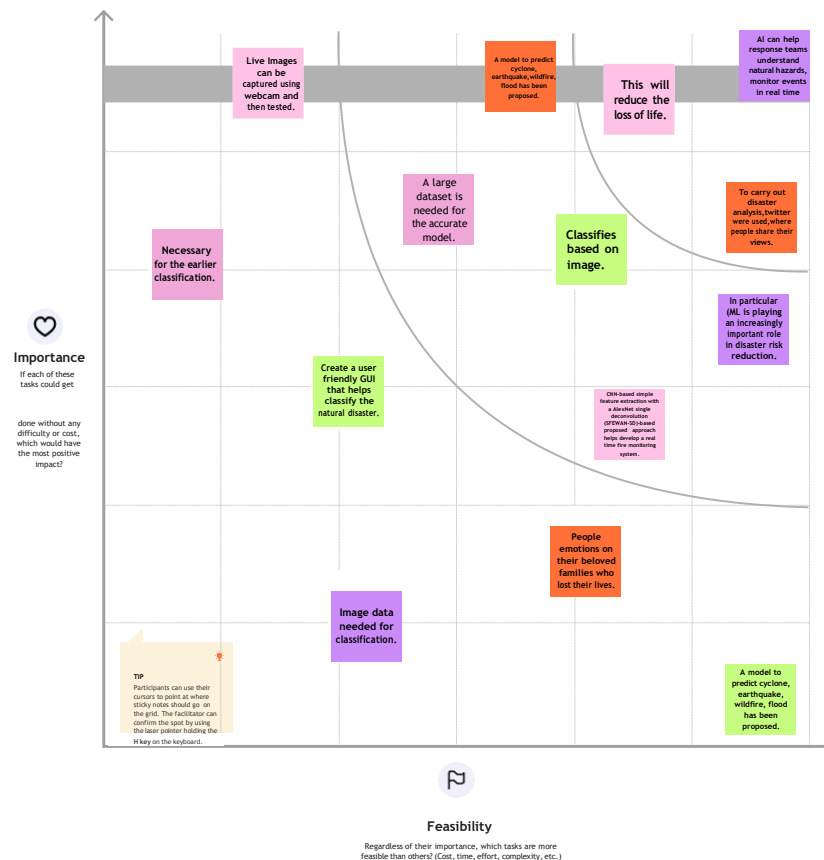 Live Images
can be
captured using
webcam and
then tested.
A model to predict
cyclone,
earthquake,wildfire,
flood has been
proposed.
This will
reduce the
loss of life.
AI can help
response teams
understand
natural hazards,
monitor events
in real time
A large
dataset is
needed for
the accurate
model.
To carry out
disaster
analysis,twitter
were used,where
people share their
views.
Necessary
for the earlier
classification.
Classifies
based on
image.
In particular
(ML is playing
an increasingly
important role
in disaster risk
reduction.
Importance
If each of these
tasks could get
done without any
difficulty or cost,
which would have
the most positive
impact?
Create a user
friendly GUI
that helps
classify the
natural disaster.
CNN-based simple
feature extraction with
a AlexNet single
deconvolution
(SFEWAN-SD)-based
proposed approach
helps develop a real
time fire monitoring
system.
People
emotions on
their beloved
families who
lost their lives.
Image data
needed for
classification.
TIP
Participants can use their
cursors to point at where
sticky notes should go on
the grid. The facilitator can
confirm the spot by using
the laser pointer holding the
H key on the keyboard.
A model to
predict cyclone,
earthquake,
wildfire, flood
has been
proposed.
Feasibility
Regardless of their importance, which tasks are more
feasible than others? (Cost, time, effort, complexity, etc.)